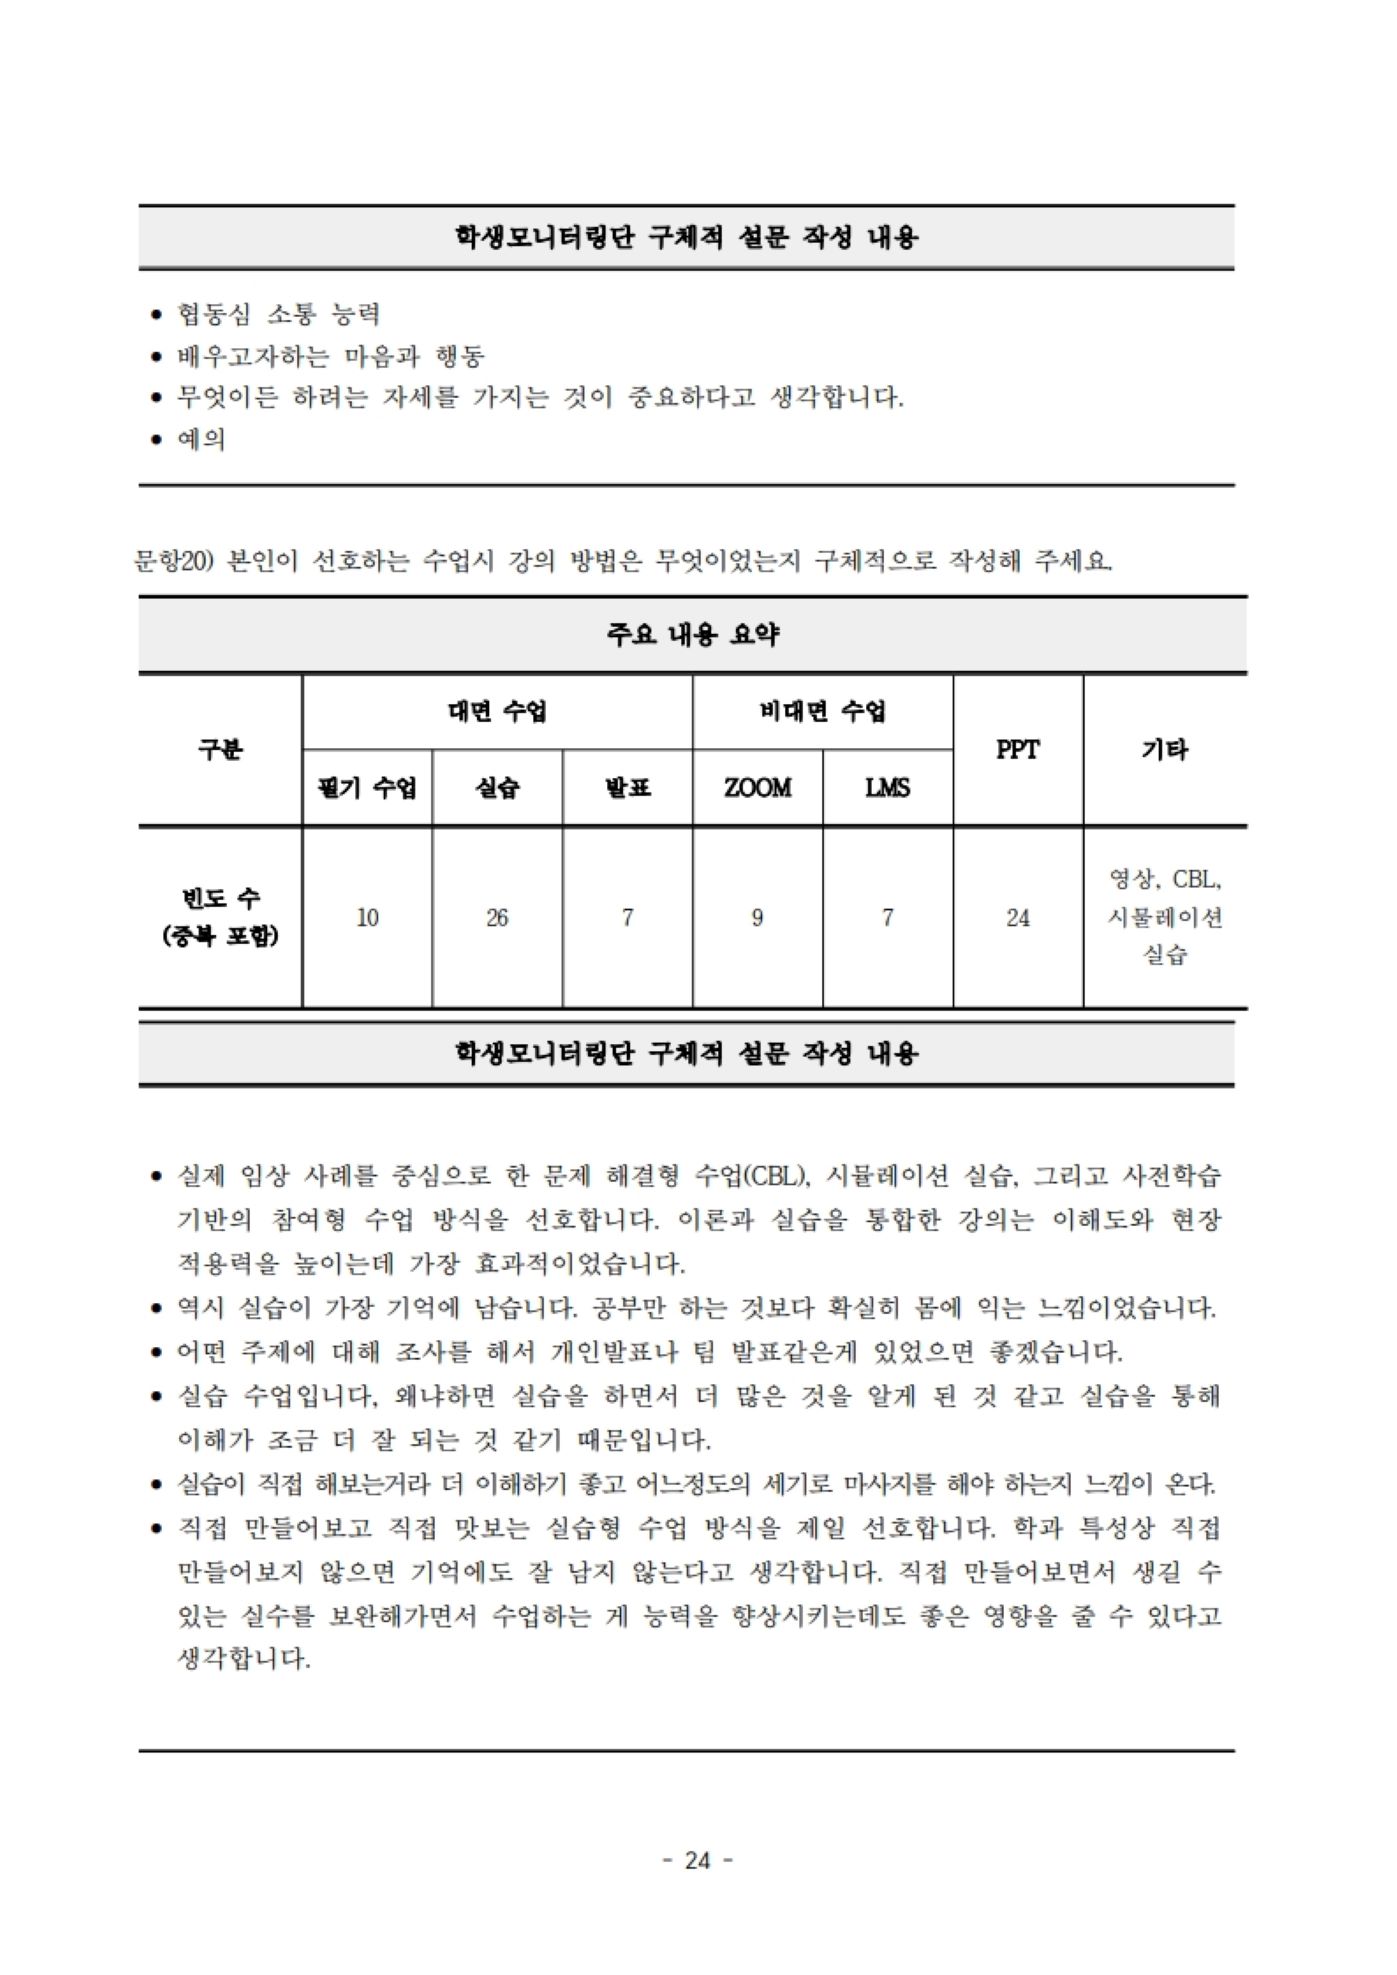 학생모니터링단 구체적 설문 작성 내용
• 협동심 소통 능력
• 배우고자하는 마음과 행동
• 무엇이든 하려는 자세를 가지는 것이 중요하다고 생각합니다.
• 예의
문항20) 본인이 선호하는 수업시 강의 방법은 무엇이었는지 구체적으로 작성해 주세요.
주요 내용 요약
구분
대면 수업
비대면 수업
PPT
기타
필기 수업
실습
발표
ZOOM
LMS
빈도 수
(중복 포함)
10
26
7
9
7
24
영상, CBL,
시물레이션
실습
학생모니터링단 구체적 설문 작성 내용
• 실제 임상 사례를 중심으로 한 문제 해결형 수업(CBL), 시뮬레이션 실습, 그리고 사전학습
기반의 참여형 수업 방식을 선호합니다. 이론과 실습을 통합한 강의는 이해도와 현장
적용력을 높이는데 가장 효과적이었습니다.
• 역시 실습이 가장 기억에 남습니다. 공부만 하는 것보다 확실히 몸에 익는 느낌이었습니다.
• 어떤 주제에 대해 조사를 해서 개인발표나 팀 발표같은게 있었으면 좋겠습니다.
• 실습 수업입니다, 왜냐하면 실습을 하면서 더 많은 것을 알게 된 것 같고 실습을 통해
이해가 조금 더 잘 되는 것 같기 때문입니다.
• 실습이 직접 해보는거라 더 이해하기 좋고 어느정도의 세기로 마사지를 해야 하는지 느낌이 온다.
• 직접 만들어보고 직접 맛보는 실습형 수업 방식을 제일 선호합니다. 학과 특성상 직접
만들어보지 않으면 기억에도 잘 남지 않는다고 생각합니다. 직접 만들어보면서 생길 수
있는 실수를 보완해가면서 수업하는 게 능력을 향상시키는데도 좋은 영향을 줄 수 있다고
생각합니다.
- 24 -